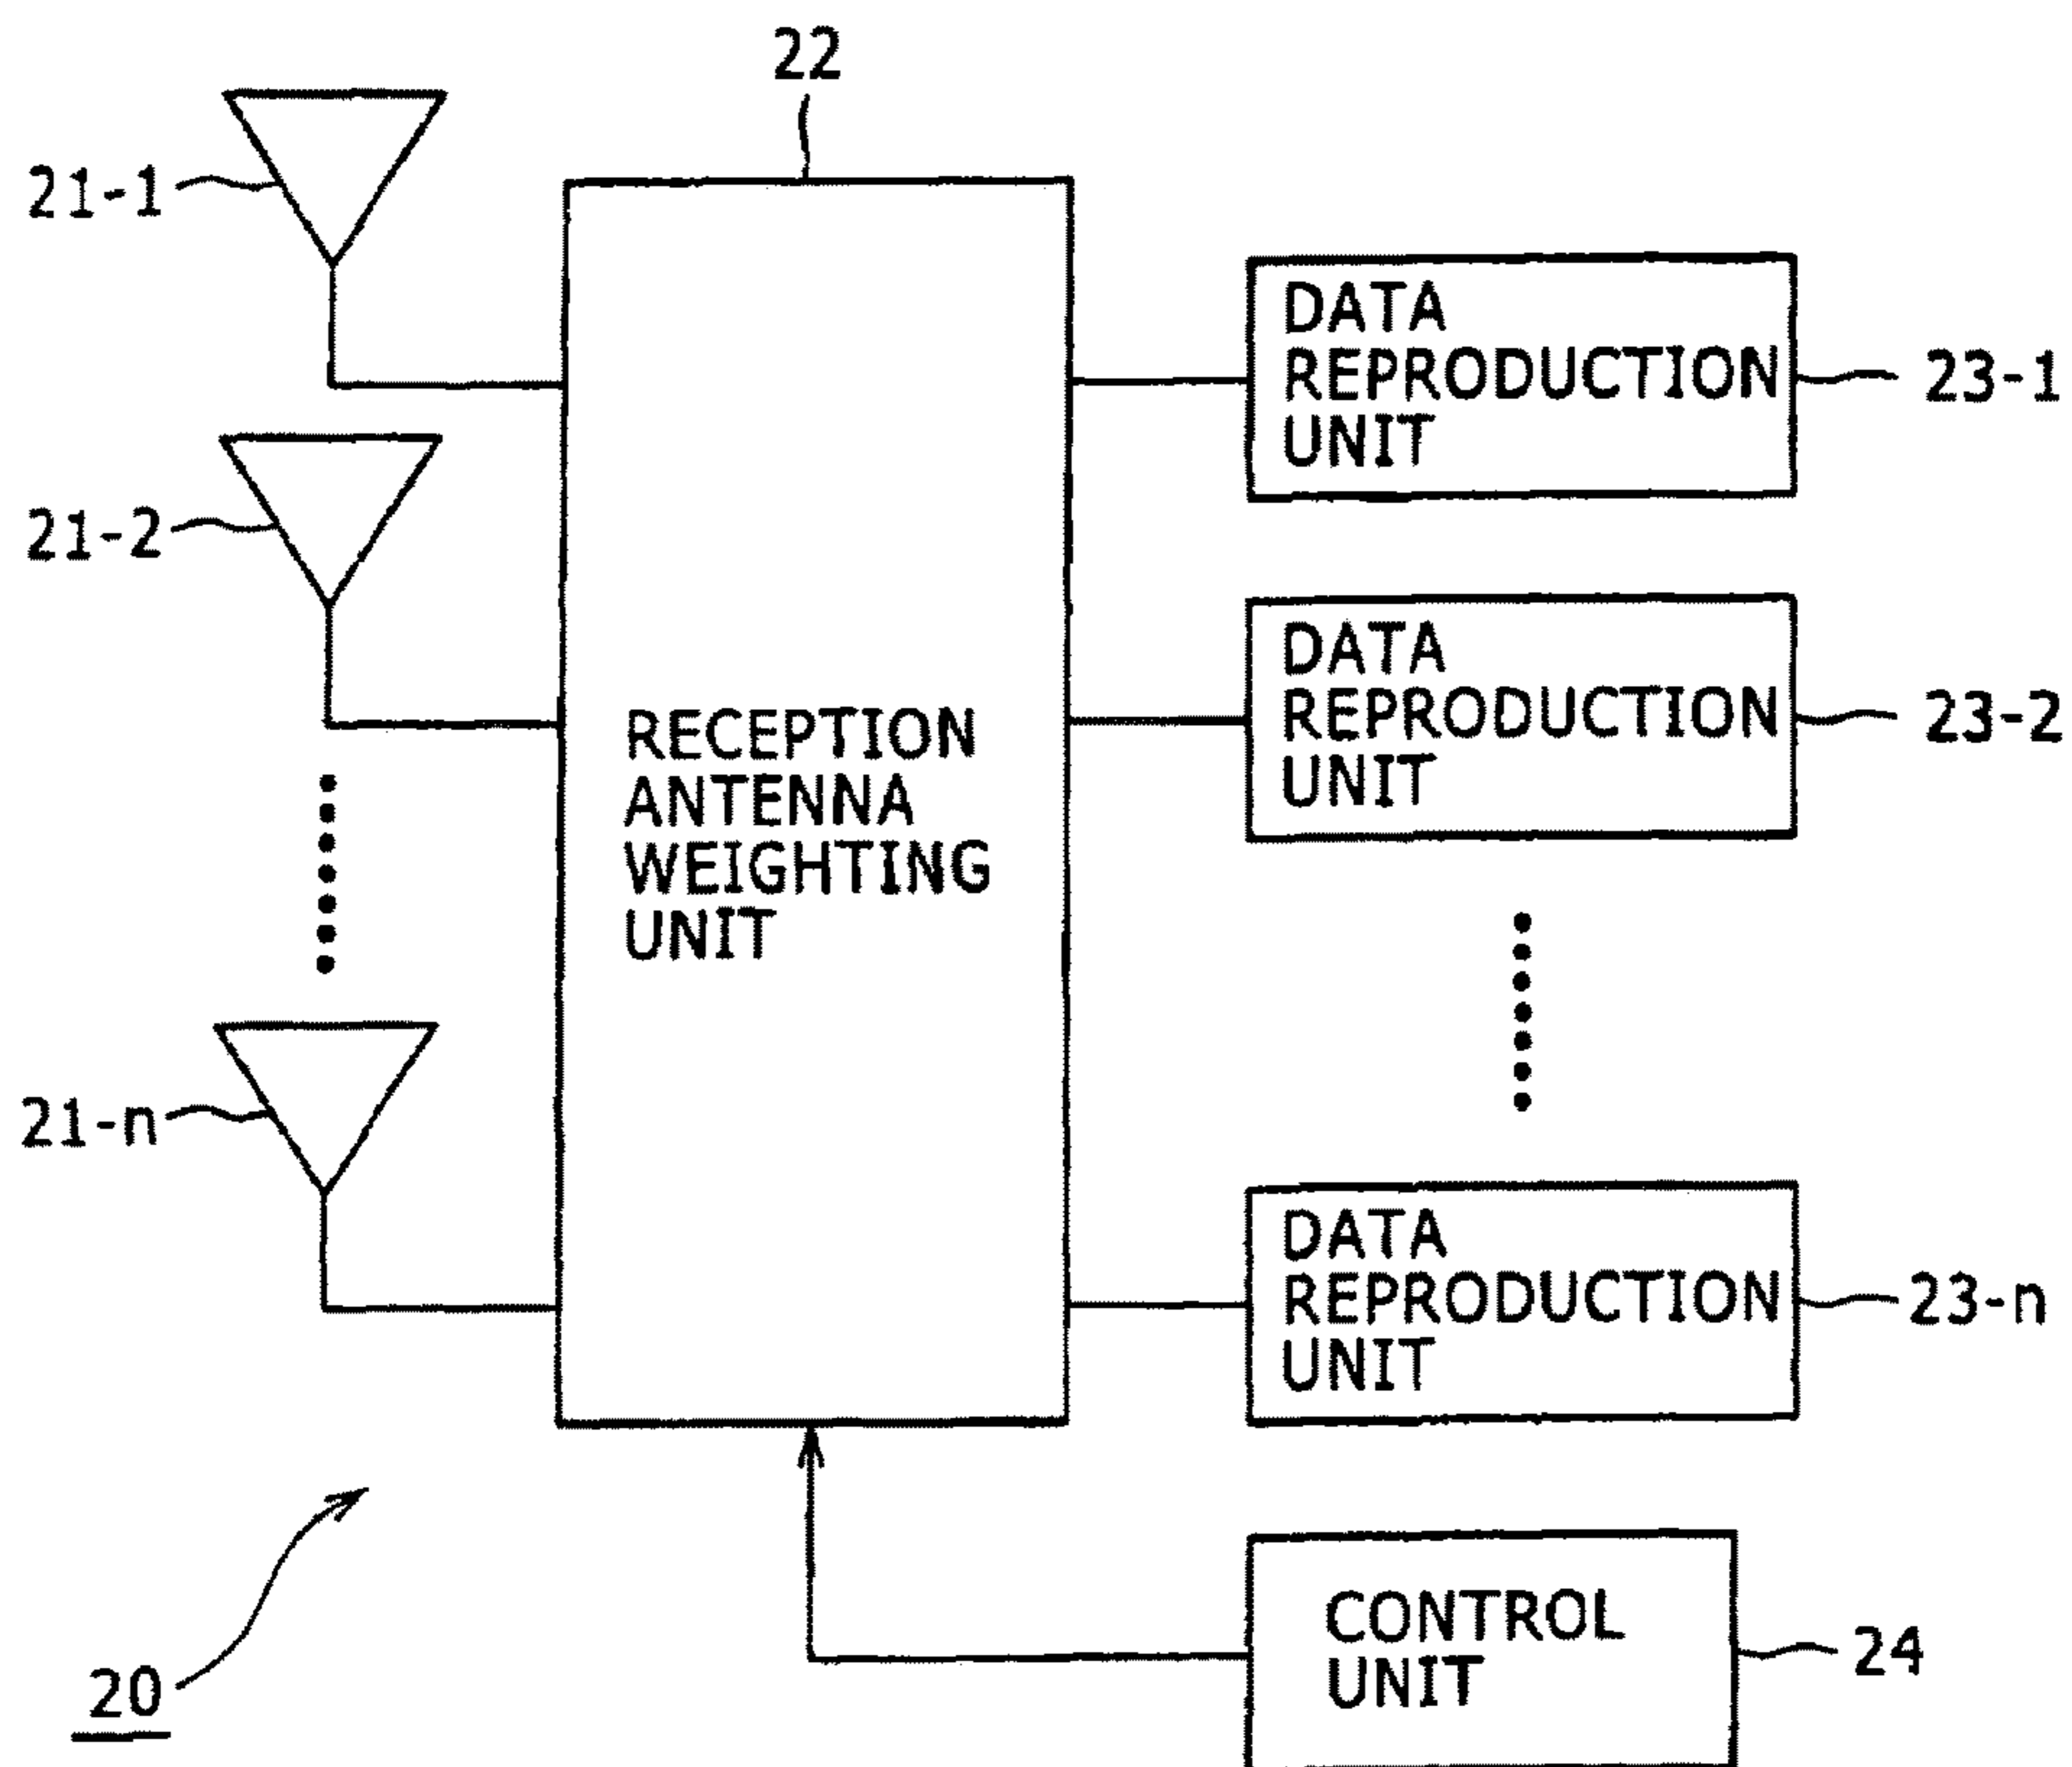 22
21-1
DATA
REPRODUCTION
UNIT
23-1
21-2
DATA
REPRODUCTION
UNIT
23-2
RECEPTION
ANTENNA
WEIGHTING
UNIT
21-n
DATA
REPRODUCTION
UNIT
23-n
CONTROL
UNIT
24
20